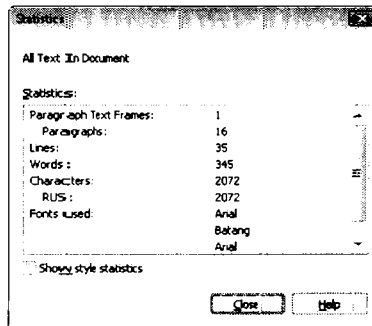 Statistics
All Text In Document
Statistics:
Paragraph Text Frames: 1
Paragraphs: 16
Lines: 35
Words: 345
Characters: 2072
RUS: 2072
Fonts used: Arial
Batang
Arial
Show style statistics
Close Help